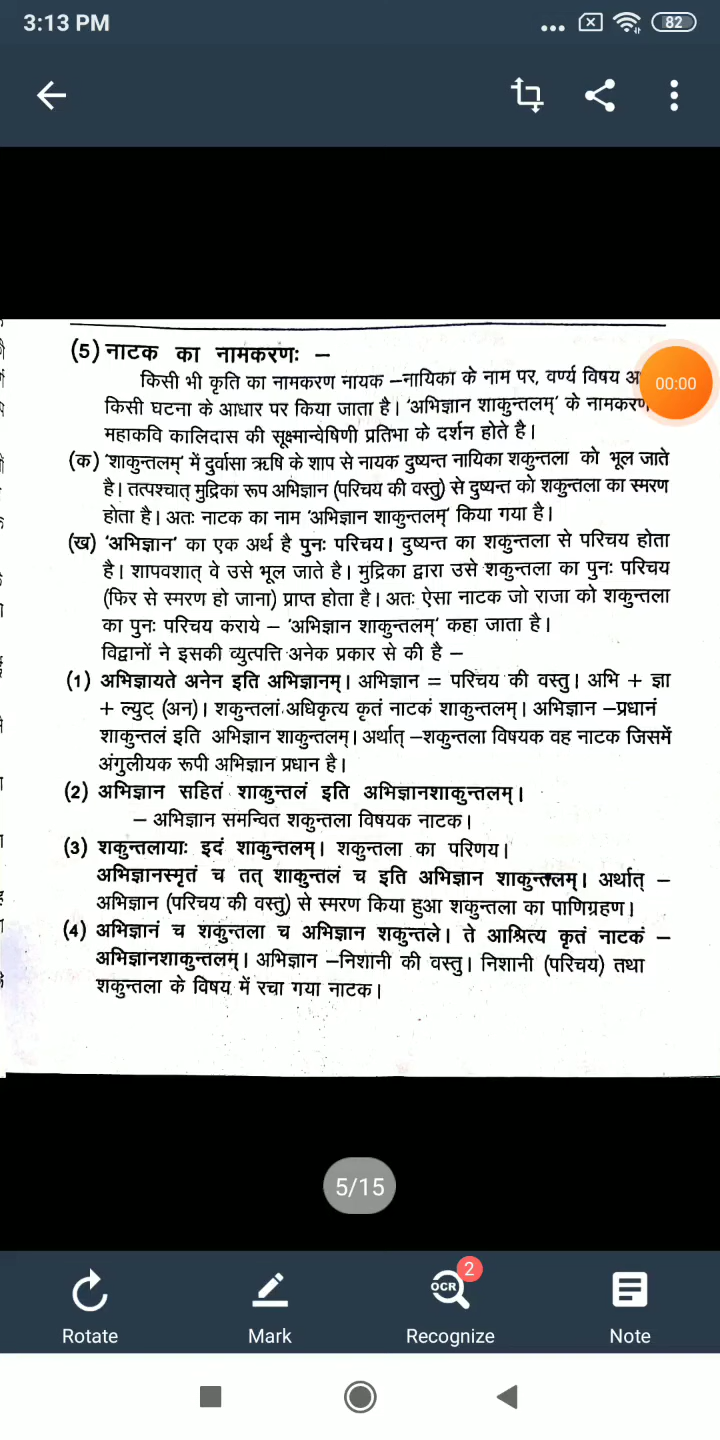 3:13 PM
82
(5) नाटक का नामकरणः –
किसी भी कृति का नामकरण नायक –नायिका के नाम पर, वर्ण्य विषय
00:00
किसी घटना के आधार पर किया जाता है। 'अभिज्ञान शाकुन्तलम्' के नामकरण
महाकवि कालिदास की सूक्ष्मान्वेषिणी प्रतिभा के दर्शन होते है।
(क) 'शाकुन्तलम्' में दुर्वासा ऋषि के शाप से नायक दुष्यन्त नायिका शकुन्तला को भूल जाते
है। तत्पश्चात् मुद्रिका रूप अभिज्ञान (परिचय की वस्तु) से दुष्यन्त को शकुन्तला का स्मरण
होता है। अतः नाटक का नाम 'अभिज्ञान शाकुन्तलम्' किया गया है।
(ख) 'अभिज्ञान' का एक अर्थ है पुनः परिचय। दुष्यन्त का शकुन्तला से परिचय होता
है। शापवशात् वे उसे भूल जाते है। मुद्रिका द्वारा उसे शकुन्तला का पुनः परिचय
(फिर से स्मरण हो जाना) प्राप्त होता है। अतः ऐसा नाटक जो राजा को शकुन्तला
का पुनः परिचय कराये – 'अभिज्ञान शाकुन्तलम्' कहा जाता है।
विद्वानों ने इसकी व्युत्पत्ति अनेक प्रकार से की है –
(1) अभिज्ञायते अनेन इति अभिज्ञानम्। अभिज्ञान = परिचय की वस्तु। अभि + ज्ञा
+ ल्युट् (अन)। शकुन्तलां अधिकृत्य कृतं नाटकं शाकुन्तलम्। अभिज्ञान –प्रधानं
शाकुन्तलं इति अभिज्ञान शाकुन्तलम्। अर्थात् –शकुन्तला विषयक वह नाटक जिसमें
अंगुलीयक रूपी अभिज्ञान प्रधान है।
(2) अभिज्ञान सहितं शाकुन्तलं इति अभिज्ञानशाकुन्तलम्।
– अभिज्ञान समन्वित शकुन्तला विषयक नाटक।
(3) शकुन्तलायाः इदं शाकुन्तलम्। शकुन्तला का परिणय।
अभिज्ञानस्मृतं च तत् शाकुन्तलं च इति अभिज्ञान शाकुन्तलम्। अर्थात् –
अभिज्ञान (परिचय की वस्तु) से स्मरण किया हुआ शकुन्तला का पाणिग्रहण।
(4) अभिज्ञानं च शकुन्तला च अभिज्ञान शकुन्तले। ते आश्रित्य कृतं नाटकं –
अभिज्ञानशाकुन्तलम्। अभिज्ञान –निशानी की वस्तु। निशानी (परिचय) तथा
शकुन्तला के विषय में रचा गया नाटक।
5/15
OCR
2
Rotate
Mark
Recognize
Note